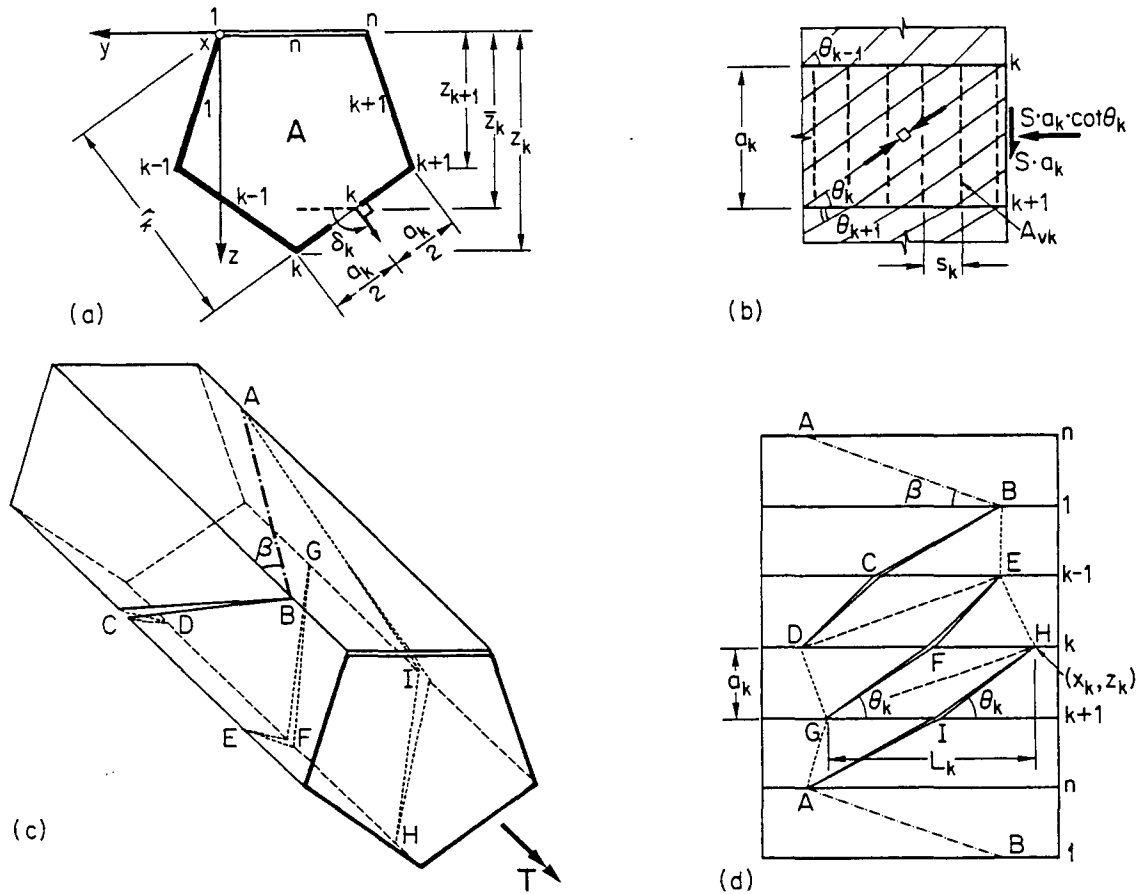 1
n
y
x
n
1
k+1
A
z_{k+1}
z̄_k
z_k
k-1
k+1
k-1
k
δ_k
z
k
a_k/2
a_k/2
(a)
θ_{k-1}
k
a_k
S·a_k·cotθ_k
S·a_k
θ_k
k+1
θ_{k+1}
A_{vk}
s_k
(b)
A
β
G
B
C
D
I
E
F
H
T
(c)
A
n
β
B
1
C
E
k-1
D
H
k
F
(x_k, z_k)
a_k
θ_k
θ_k
k+1
G
I
L_k
A
n
B
1
(d)